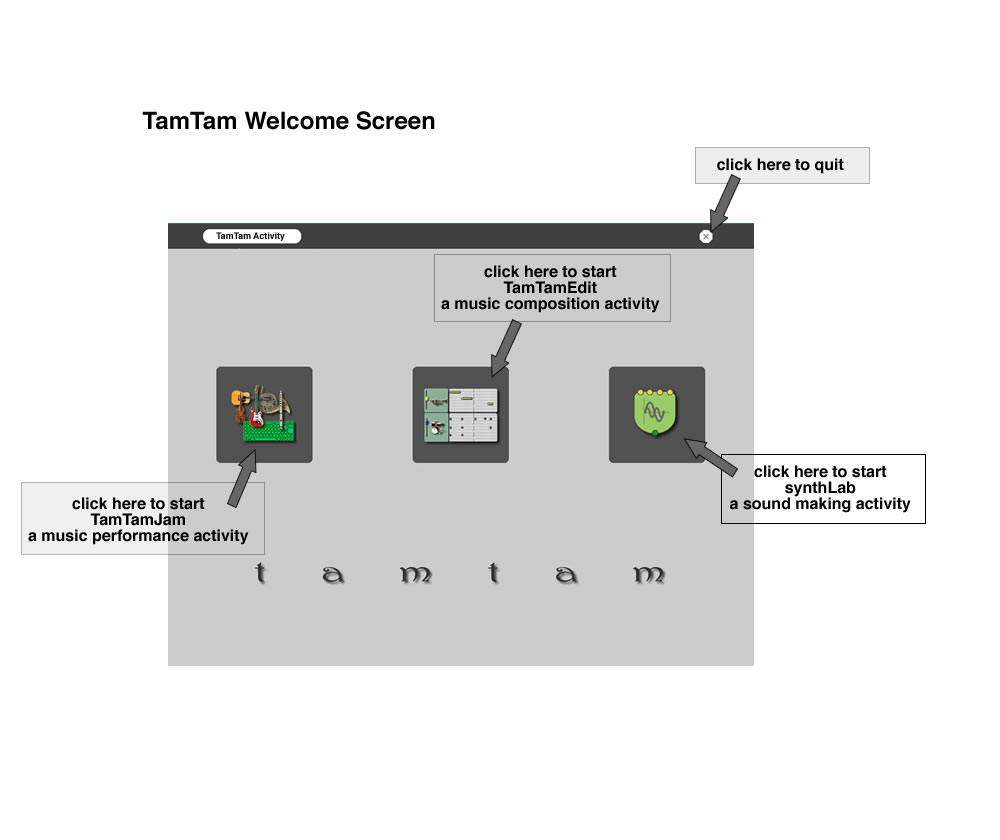 TamTam Welcome Screen
click here to quit
TamTam Activity
click here to start
TamTamEdit
a music composition activity
click here to start
synthLab
a sound making activity
click here to start
TamTamJam
a music performance activity
t a m t a m